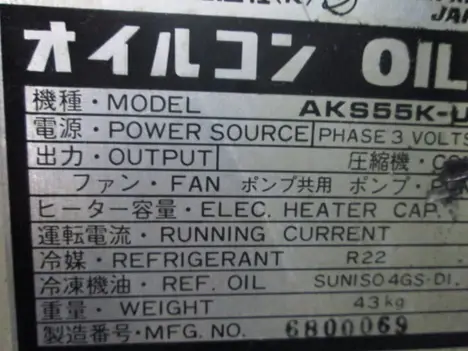 JA
オイルコン OIL
機種・MODEL AKS55K-
電源・POWER SOURCE PHASE 3 VOLTS
出力・OUTPUT 圧縮機・CO
ファン・FAN ポンプ共用 ポンプ・
ヒーター容量・ELEC. HEATER CAP.
運転電流・RUNNING CURRENT
冷媒・REFRIGERANT R22
冷凍機油・REF. OIL SUNISO 4GS-DI.
重量・WEIGHT 43kg
製造番号・MFG. NO. 6800069